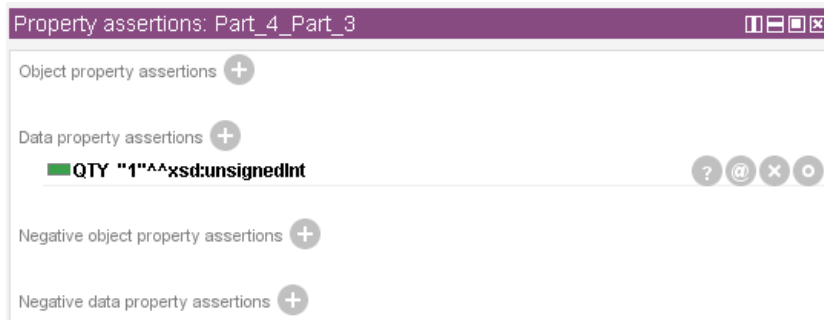 Property assertions: Part_4_Part_3
Object property assertions
Data property assertions
QTY "1"^^xsd:unsignedInt
? @
Negative object property assertions
Negative data property assertions